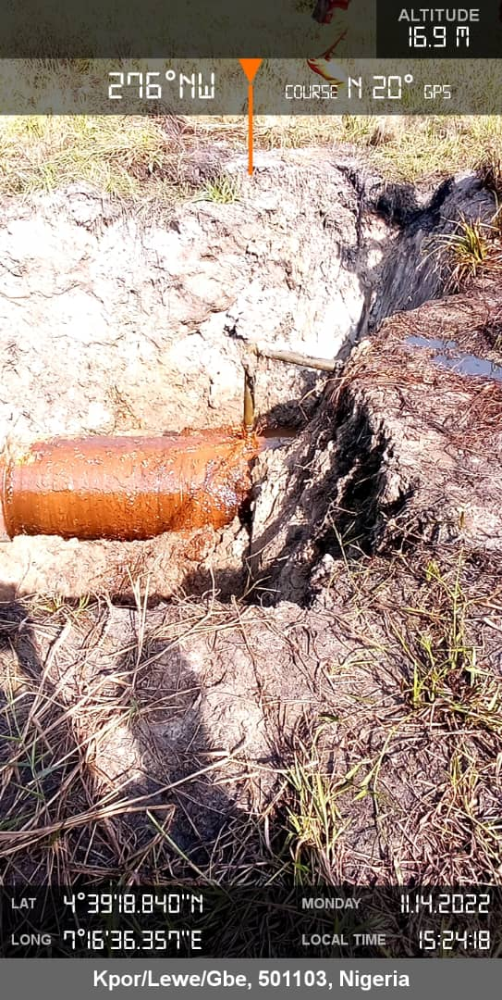 ALTITUDE
16.9 M
276°NW
COURSE N 20° GPS
LAT 4°39'18.840"N
MONDAY 11.14.2022
LONG 7°16'36.357"E
LOCAL TIME 15:24:18
Kpor/Lewe/Gbe, 501103, Nigeria